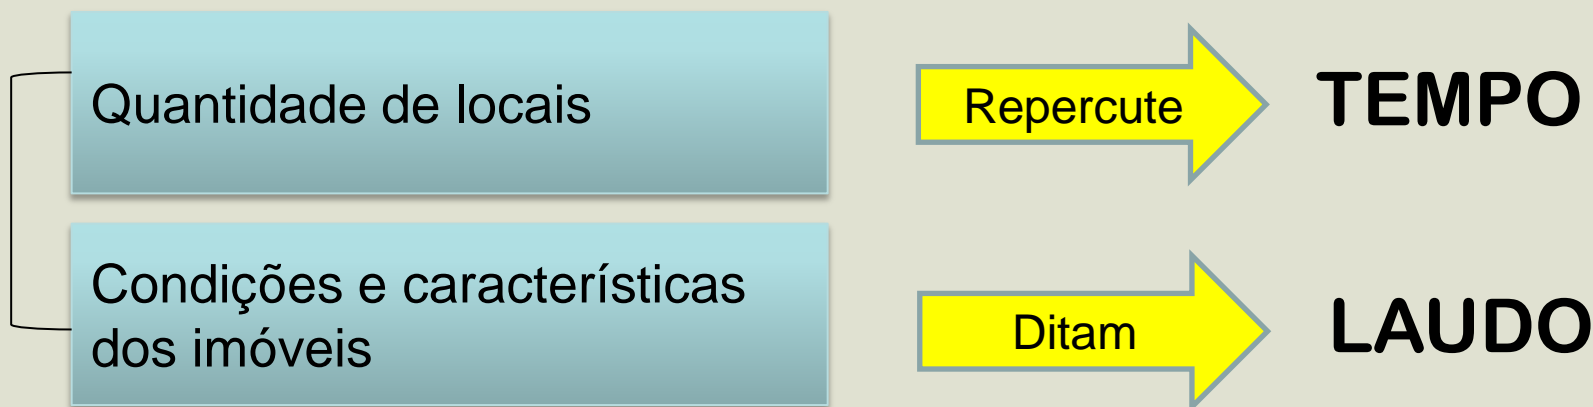 Quantidade de locais
Repercute
TEMPO
Condições e características
dos imóveis
Ditam
LAUDO